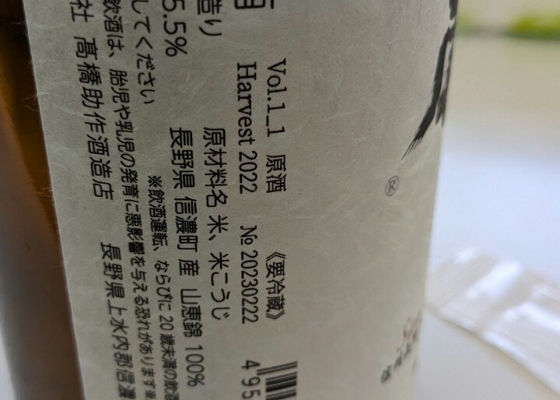 Vol.1_1 原酒 《要冷蔵》
Harvest 2022 № 20230222
原材料名 米、米こうじ
長野県 信濃町 産 山恵錦 100%
※飲酒運転、ならびに20歳未満の飲酒
造り
5.5%
してください
飲酒は、胎児や乳児の発育に悪影響を与える恐れがあります
社 髙橋助作酒造店 長野県上水内郡信濃
495
®